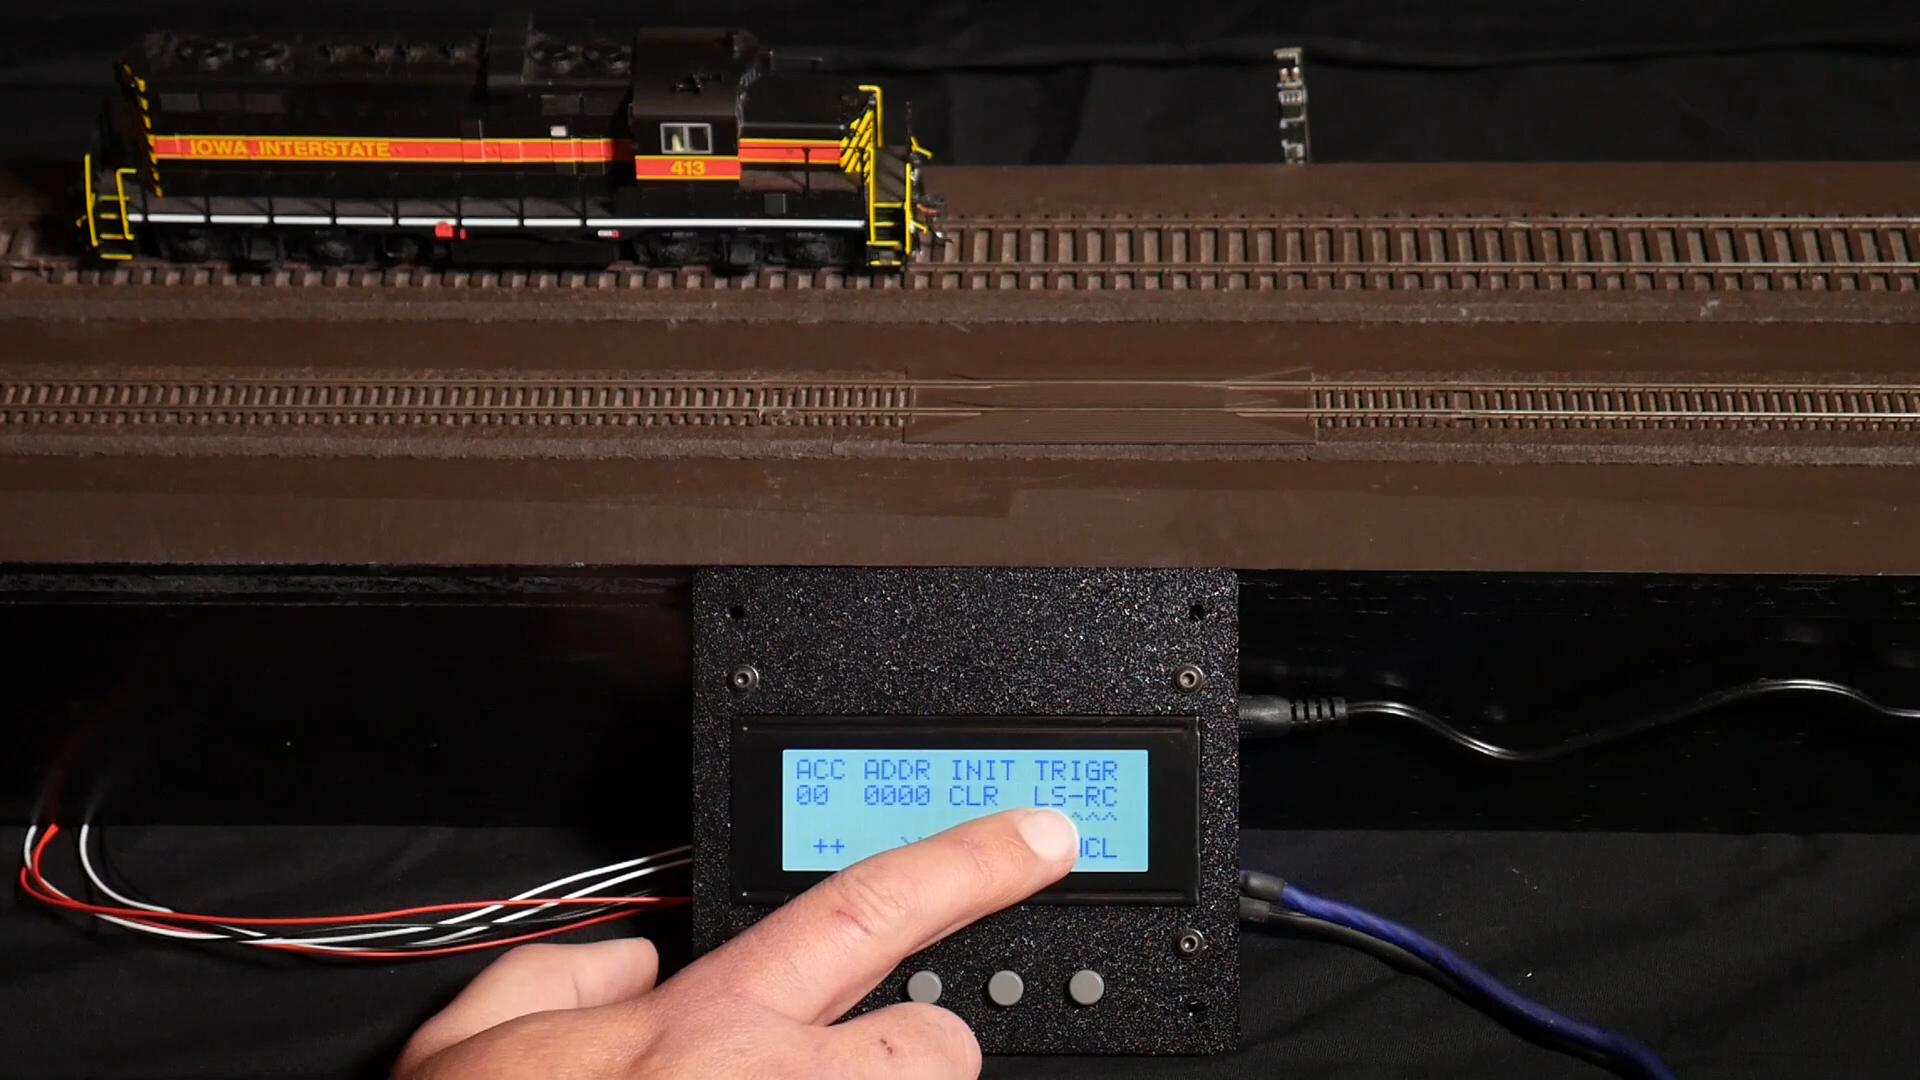 IOWA INTERSTATE
413
ACC ADDR INIT TRIGR
00 0000 CLR LS-RC
^^^
++